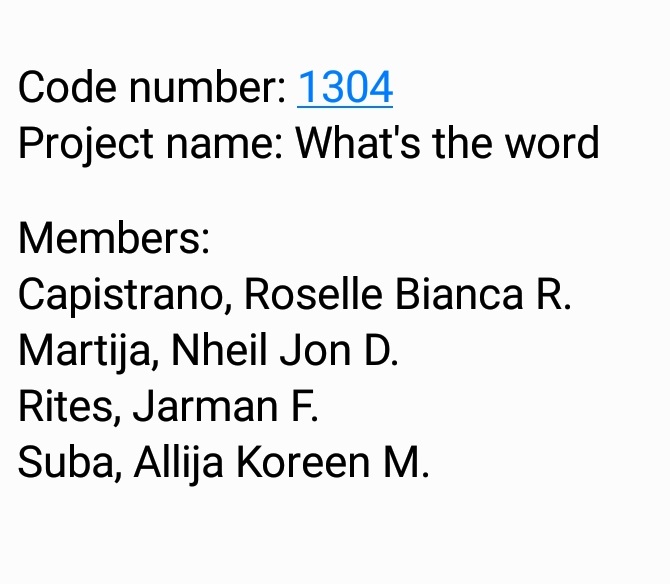 Code number: 1304
Project name: What's the word
Members:
Capistrano, Roselle Bianca R.
Martija, Nheil Jon D.
Rites, Jarman F.
Suba, Allija Koreen M.